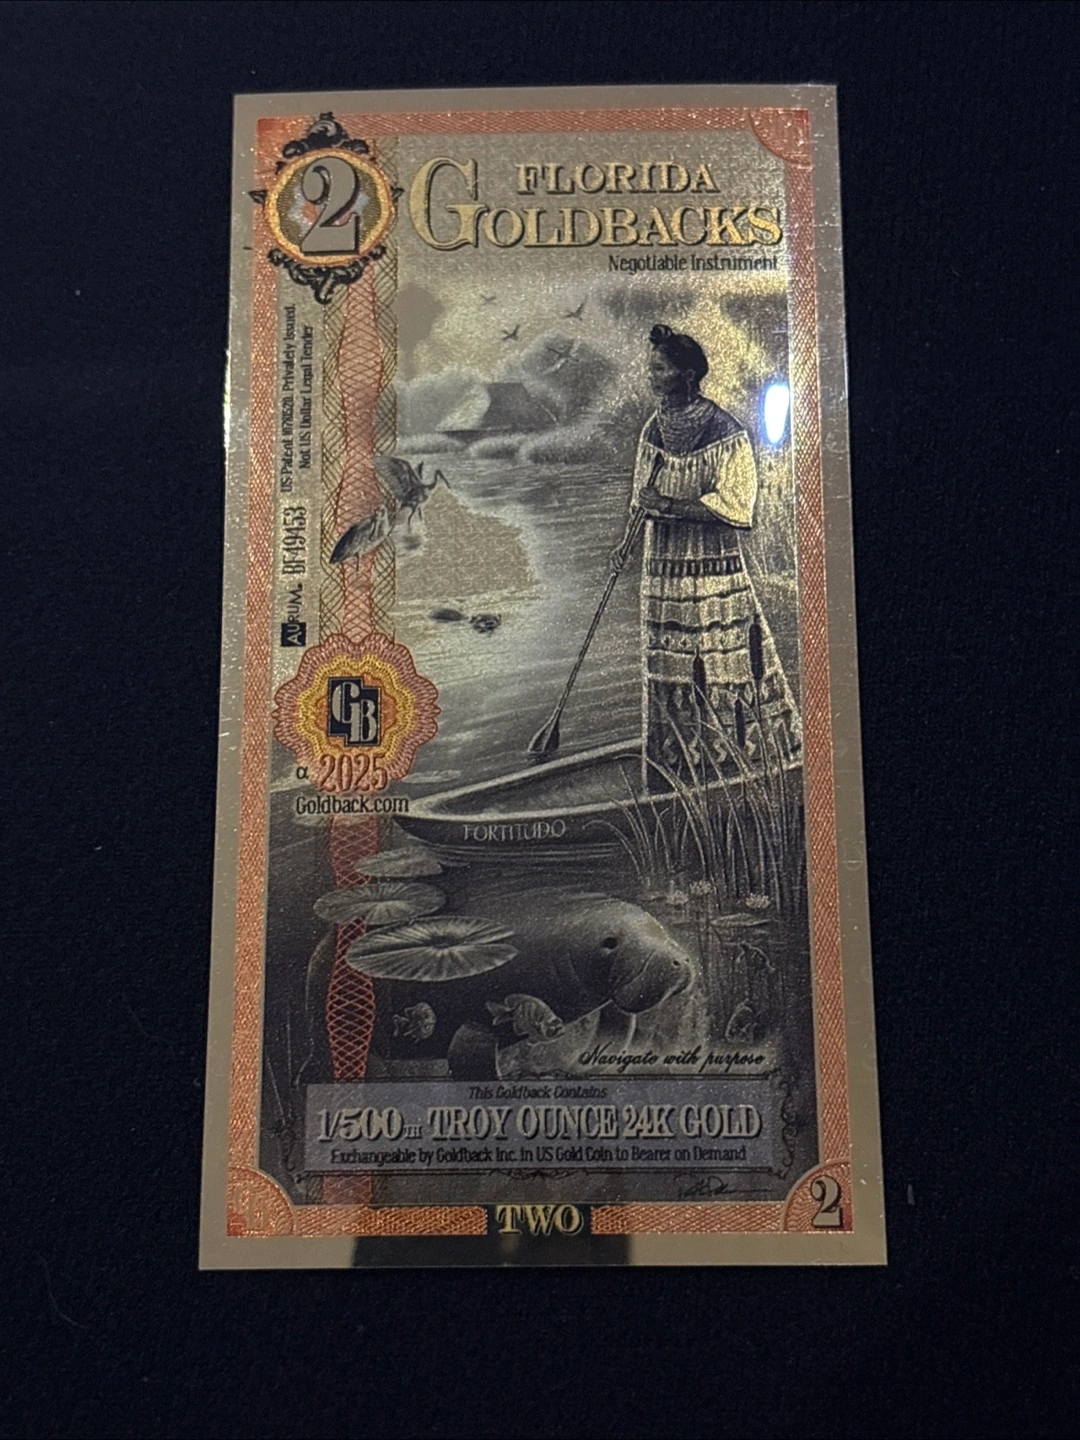 2
FLORIDA
GOLDBACKS
Negotiable Instrument
US Patent 10792520. Privately Issued.
Not US Dollar Legal Tender
AURUM BF49453
GB
α 2025
Goldback.com
FORTITUDO
Navigate with purpose
This Goldback Contains
1/500TH TROY OUNCE 24K GOLD
Exchangeable by Goldback Inc. in US Gold Coin to Bearer on Demand
TWO
2